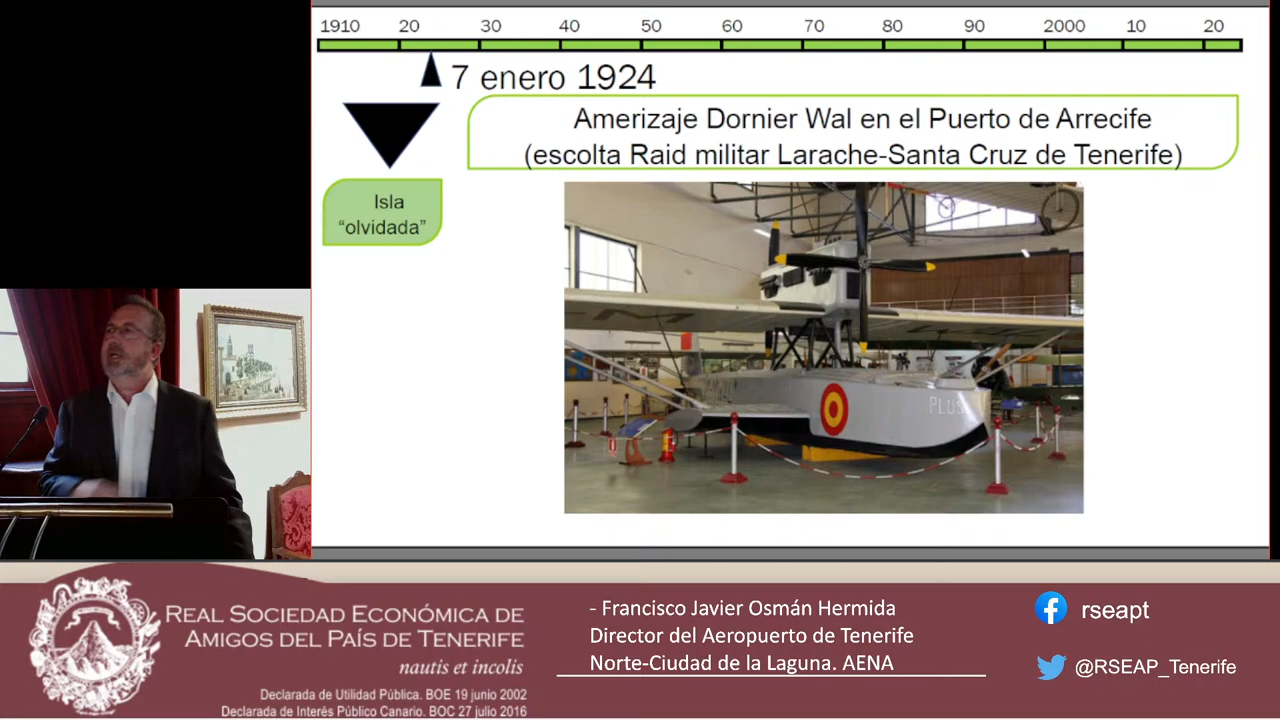 1910 20 30 40 50 60 70 80 90 2000 10 20
7 enero 1924
Amerizaje Dornier Wal en el Puerto de Arrecife
(escolta Raid militar Larache-Santa Cruz de Tenerife)
Isla
“olvidada”
PLUS
REAL SOCIEDAD ECONÓMICA DE
AMIGOS DEL PAÍS DE TENERIFE
nautis et incolis
Declarada de Utilidad Pública. BOE 19 junio 2002
Declarada de Interés Público Canario. BOC 27 julio 2016
- Francisco Javier Osmán Hermida
Director del Aeropuerto de Tenerife
Norte-Ciudad de la Laguna. AENA
rseapt
@RSEAP_Tenerife